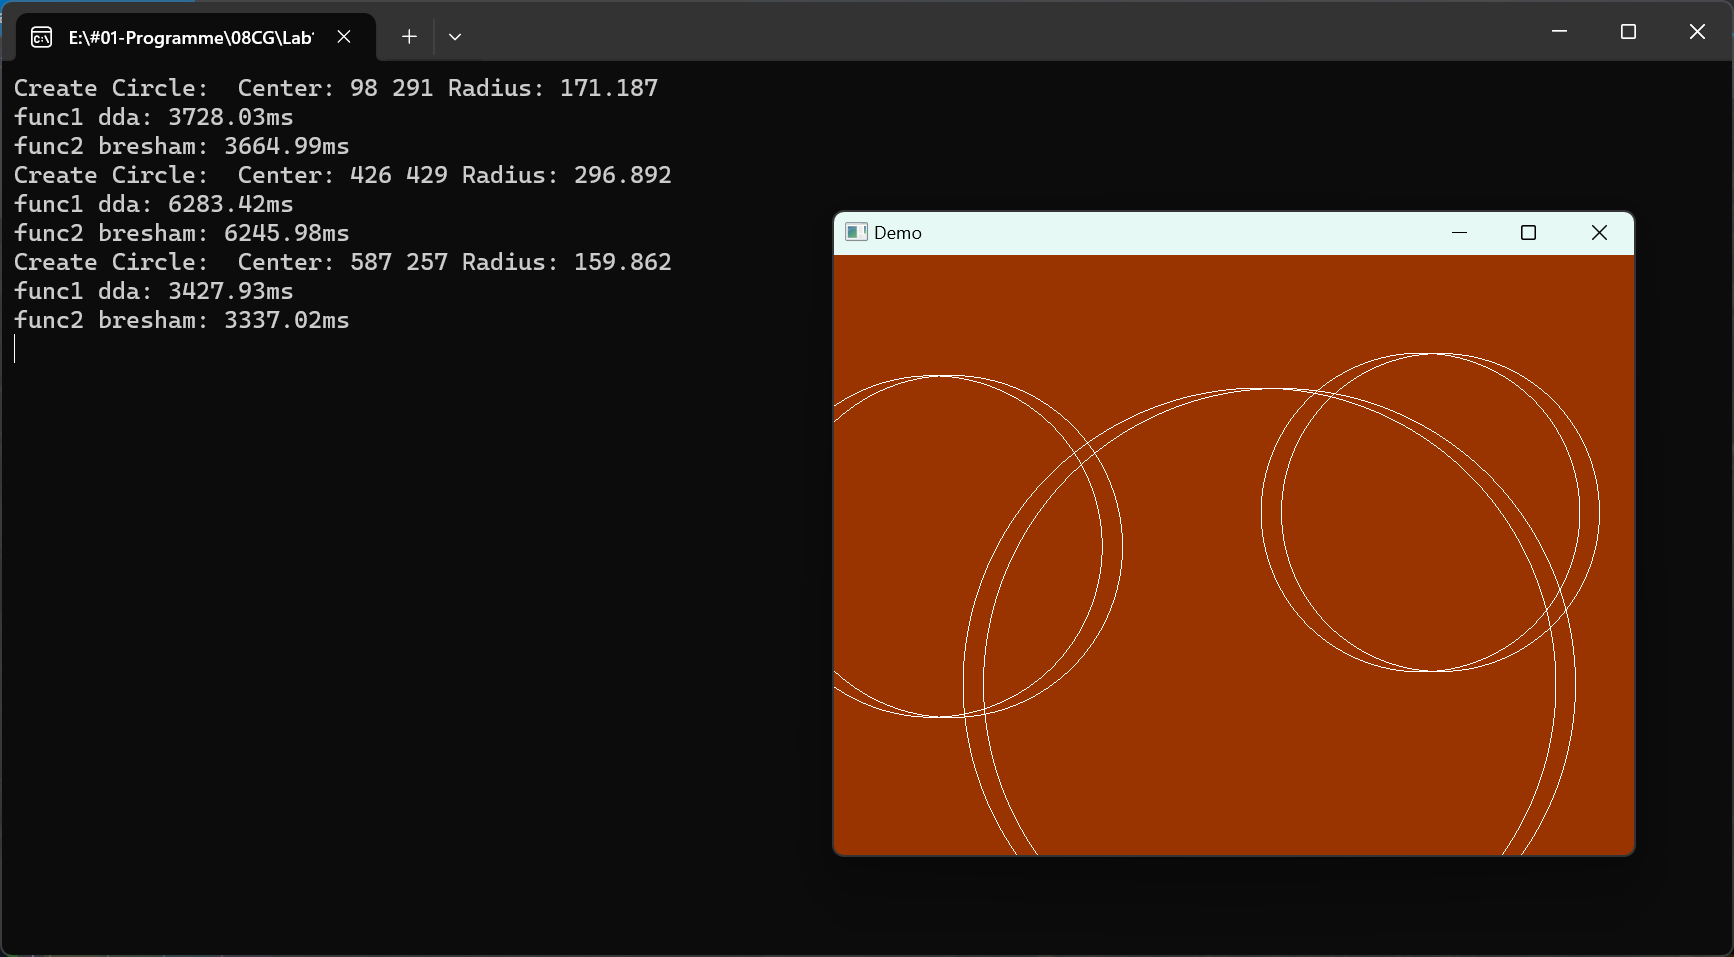 E:\#01-Programme\08CG\Lab
Create Circle:  Center: 98 291 Radius: 171.187
func1 dda: 3728.03ms
func2 bresham: 3664.99ms
Create Circle:  Center: 426 429 Radius: 296.892
func1 dda: 6283.42ms
func2 bresham: 6245.98ms
Create Circle:  Center: 587 257 Radius: 159.862
func1 dda: 3427.93ms
func2 bresham: 3337.02ms
Demo